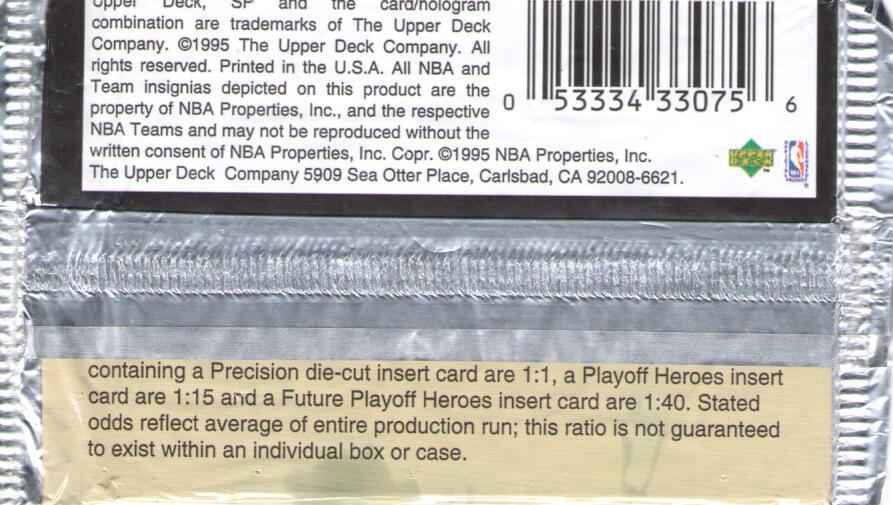 Upper Deck, SP and the card/hologram
combination are trademarks of The Upper Deck
Company. ©1995 The Upper Deck Company. All
rights reserved. Printed in the U.S.A. All NBA and
Team insignias depicted on this product are the
property of NBA Properties, Inc., and the respective
NBA Teams and may not be reproduced without the
written consent of NBA Properties, Inc. Copr. ©1995 NBA Properties, Inc.
The Upper Deck Company 5909 Sea Otter Place, Carlsbad, CA 92008-6621.
0 53334 33075 6
UPPER
DECK
™
containing a Precision die-cut insert card are 1:1, a Playoff Heroes insert
card are 1:15 and a Future Playoff Heroes insert card are 1:40. Stated
odds reflect average of entire production run; this ratio is not guaranteed
to exist within an individual box or case.